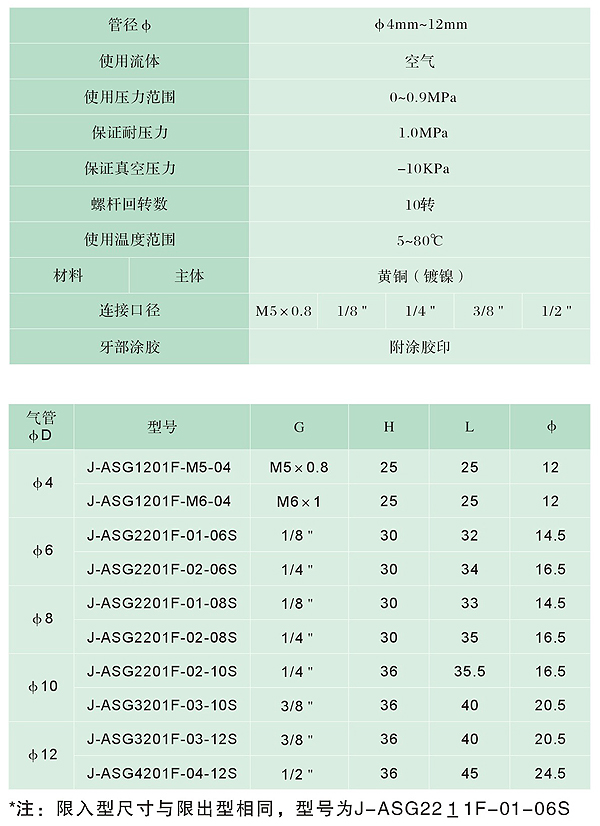 管径φ φ4mm~12mm
使用流体 空气
使用压力范围 0~0.9MPa
保证耐压力 1.0MPa
保证真空压力 -10KPa
螺杆回转数 10转
使用温度范围 5~80℃
材料 主体 黄铜（镀镍）
连接口径 M5×0.8 1/8" 1/4" 3/8" 1/2"
牙部涂胶 附涂胶印
气管 φD 型号 G H L φ
φ4 J-ASG1201F-M5-04 M5×0.8 25 25 12
J-ASG1201F-M6-04 M6×1 25 25 12
φ6 J-ASG2201F-01-06S 1/8" 30 32 14.5
J-ASG2201F-02-06S 1/4" 30 34 16.5
φ8 J-ASG2201F-01-08S 1/8" 30 33 14.5
J-ASG2201F-02-08S 1/4" 30 35 16.5
φ10 J-ASG2201F-02-10S 1/4" 36 35.5 16.5
J-ASG3201F-03-10S 3/8" 36 40 20.5
φ12 J-ASG3201F-03-12S 3/8" 36 40 20.5
J-ASG4201F-04-12S 1/2" 36 45 24.5
*注：限入型尺寸与限出型相同，型号为J-ASG22 1 1F-01-06S